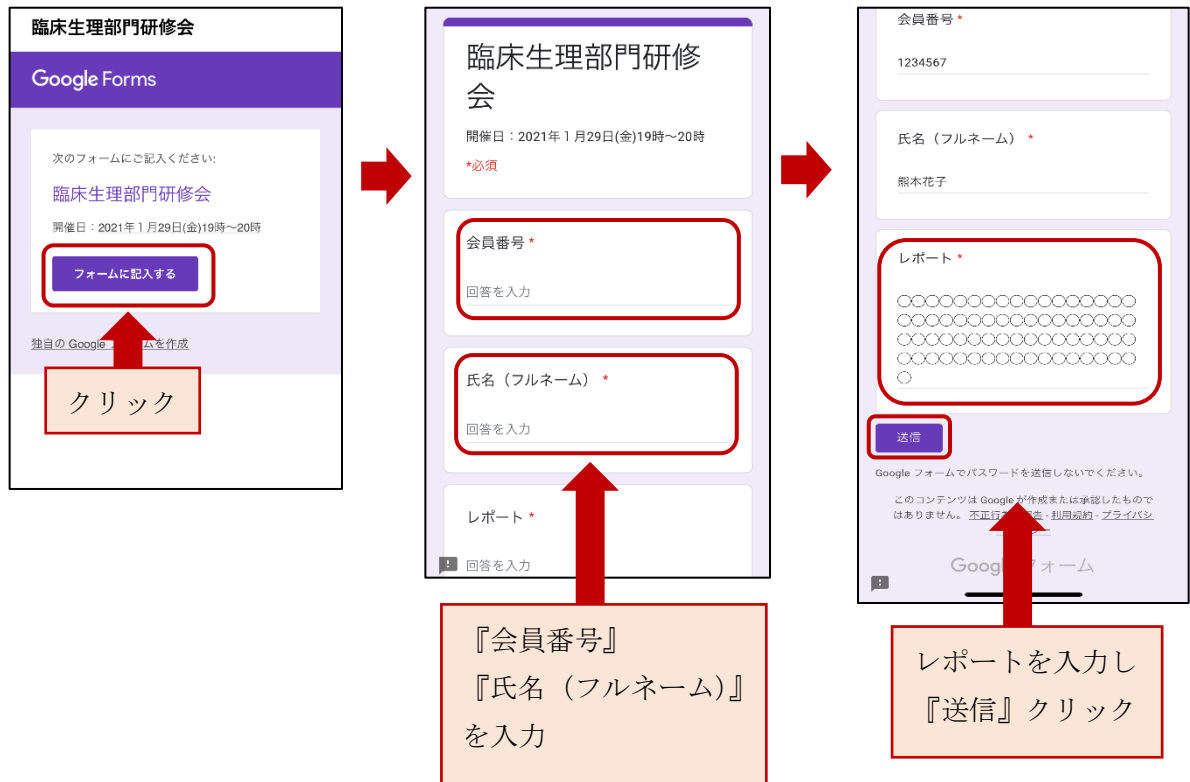 臨床生理部門研修会
Google Forms
次のフォームにご記入ください:
臨床生理部門研修会
開催日:2021年1月29日(金)19時~20時
フォームに記入する
独自の Google を作成
クリック
臨床生理部門研修
会
開催日:2021年1月29日(金)19時~20時
*必須
会員番号 *
回答を入力
氏名(フルネーム) *
回答を入力
レポート *
回答を入力
『会員番号』
『氏名(フルネーム)』
を入力
会員番号 *
1234567
氏名(フルネーム) *
熊本花子
レポート *
〇〇〇〇〇〇〇〇〇〇〇〇〇〇〇〇〇
〇〇〇〇〇〇〇〇〇〇〇〇〇〇〇〇〇
〇〇〇〇〇〇〇〇〇〇〇〇〇〇〇〇〇
〇〇〇〇〇〇〇〇〇〇〇〇〇〇〇〇〇
〇
送信
Google フォームでパスワードを送信しないでください。
このコンテンツは Google が作成または承認したもので
はありません。 - 利用規約 - プライバシ
ー
フォーム
レポートを入力し
『送信』クリック